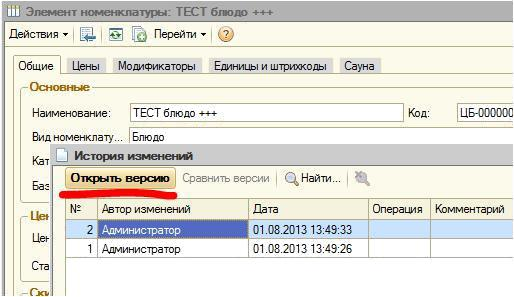 Элемент номенклатуры: ТЕСТ блюдо +++
Действия Перейти ?
Общие Цены Модификаторы Единицы и штрихкоды Сауна
Основные
Наименование: ТЕСТ блюдо +++ Код: ЦБ-000000
Вид номенклату... Блюдо
Кат
Баз
Цен
Цен
Ста
Ски
История изменений
Открыть версию Сравнить версии Найти...
№ Автор изменений Дата Операция Комментарий
2 Администратор 01.08.2013 13:49:33
1 Администратор 01.08.2013 13:49:26